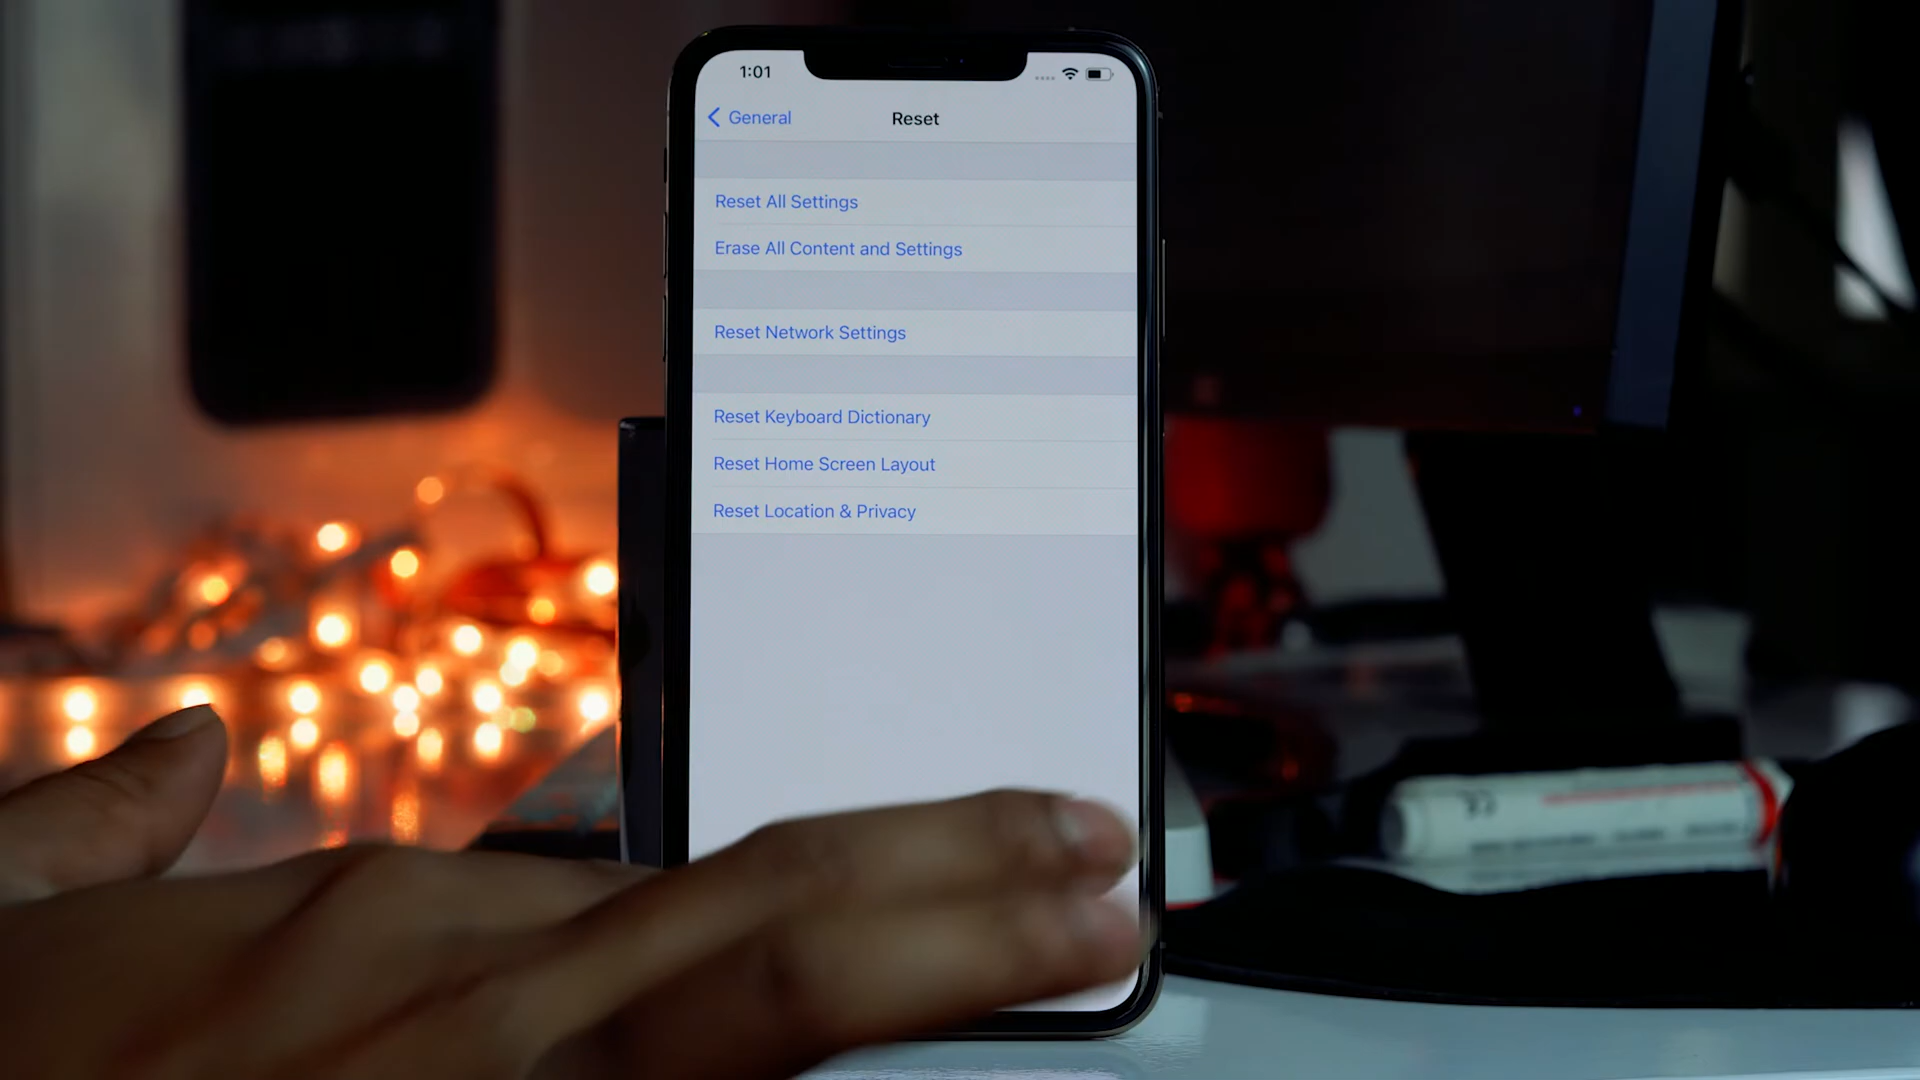 1:01
General
Reset
Reset All Settings
Erase All Content and Settings
Reset Network Settings
Reset Keyboard Dictionary
Reset Home Screen Layout
Reset Location & Privacy
CE